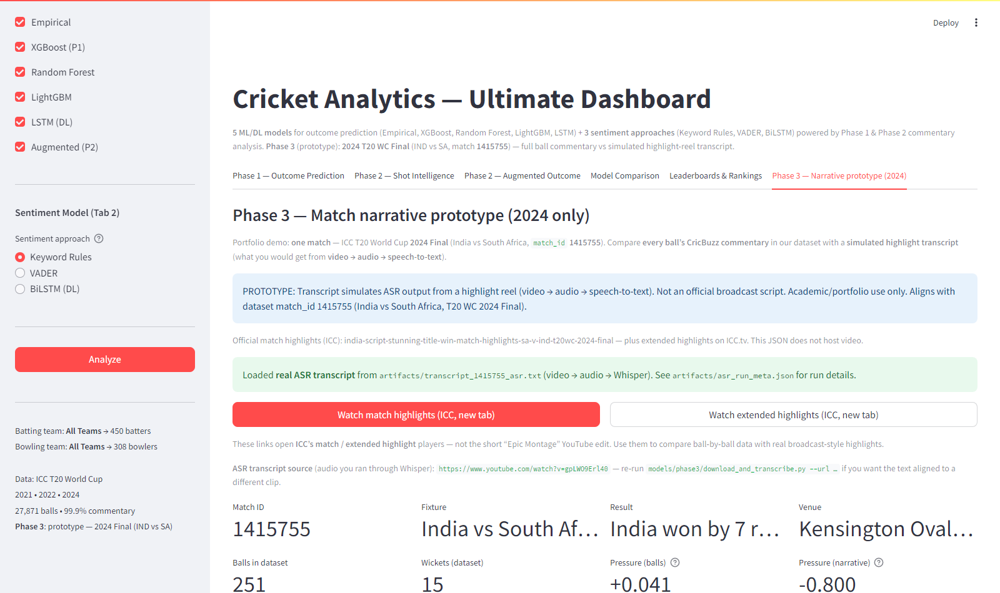 Empirical
XGBoost (P1)
Random Forest
LightGBM
LSTM (DL)
Augmented (P2)
Sentiment Model (Tab 2)
Sentiment approach
Keyword Rules
VADER
BiLSTM (DL)
Analyze
Batting team: All Teams → 450 batters
Bowling team: All Teams → 308 bowlers
Data: ICC T20 World Cup
2021 • 2022 • 2024
27,871 balls • 99.9% commentary
Phase 3: prototype — 2024 Final (IND vs SA)
Deploy
Cricket Analytics — Ultimate Dashboard
5 ML/DL models for outcome prediction (Empirical, XGBoost, Random Forest, LightGBM, LSTM) + 3 sentiment approaches (Keyword Rules, VADER, BiLSTM) powered by Phase 1 & Phase 2 commentary
analysis. Phase 3 (prototype): 2024 T20 WC Final (IND vs SA, match 1415755) — full ball commentary vs simulated highlight-reel transcript.
Phase 1 — Outcome Prediction Phase 2 — Shot Intelligence Phase 2 — Augmented Outcome Model Comparison Leaderboards & Rankings Phase 3 — Narrative prototype (2024)
Phase 3 — Match narrative prototype (2024 only)
Portfolio demo: one match — ICC T20 World Cup 2024 Final (India vs South Africa, match_id 1415755). Compare every ball's CricBuzz commentary in our dataset with a simulated highlight transcript
(what you would get from video → audio → speech-to-text).
PROTOTYPE: Transcript simulates ASR output from a highlight reel (video → audio → speech-to-text). Not an official broadcast script. Academic/portfolio use only. Aligns with
dataset match_id 1415755 (India vs South Africa, T20 WC 2024 Final).
Official match highlights (ICC): india-script-stunning-title-win-match-highlights-sa-v-ind-t20wc-2024-final — plus extended highlights on ICC.tv. This JSON does not host video.
Loaded real ASR transcript from artifacts/transcript_1415755_asr.txt (video → audio → Whisper). See artifacts/asr_run_meta.json for run details.
Watch match highlights (ICC, new tab) Watch extended highlights (ICC, new tab)
These links open ICC's match / extended highlight players — not the short “Epic Montage” YouTube edit. Use them to compare ball-by-ball data with real broadcast-style highlights.
ASR transcript source (audio you ran through Whisper): https://www.youtube.com/watch?v=gpLWO9Erl40 — re-run models/phase3/download_and_transcribe.py --url … if you want the text aligned to a
different clip.
Match ID Fixture Result Venue
1415755 India vs South Af… India won by 7 r… Kensington Oval…
Balls in dataset Wickets (dataset) Pressure (balls) Pressure (narrative)
251 15 +0.041 -0.800